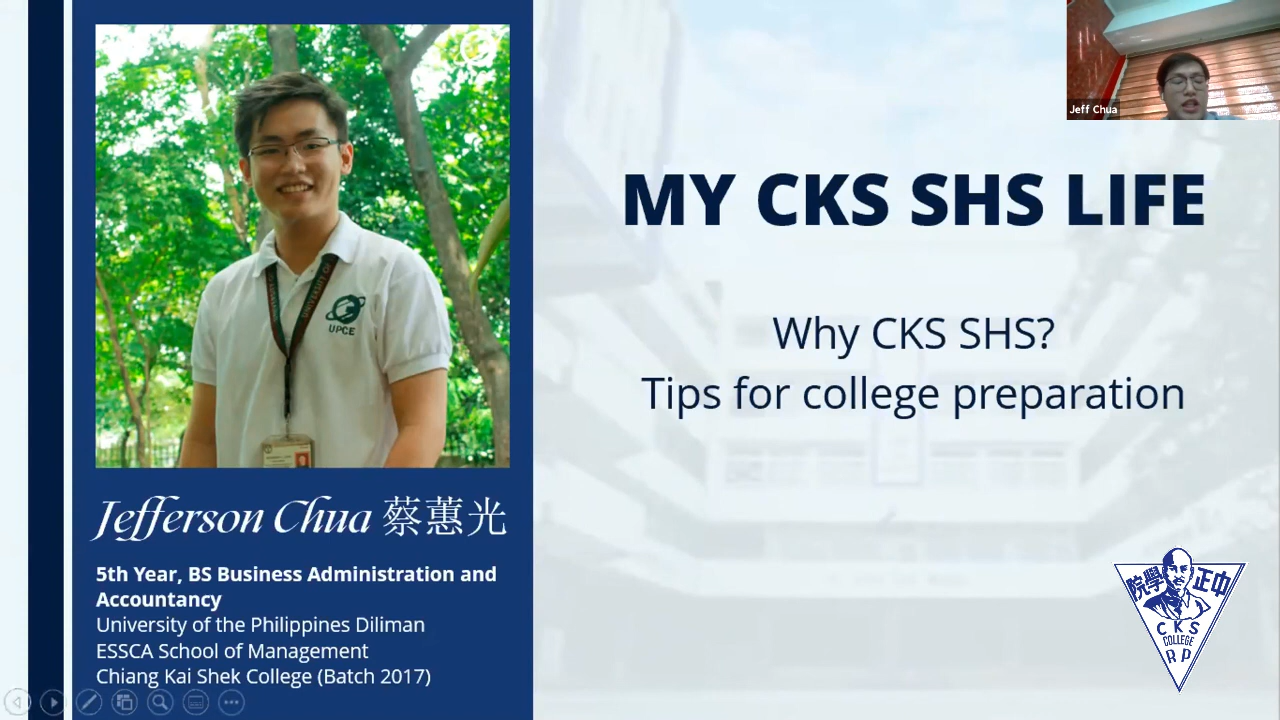 Jeff Chua
MY CKS SHS LIFE
Why CKS SHS?
Tips for college preparation
UPCE
Jefferson Chua 蔡蕙光
5th Year, BS Business Administration and
Accountancy
University of the Philippines Diliman
ESSCA School of Management
Chiang Kai Shek College (Batch 2017)
院學 正中
CKS
COLLEGE
RP